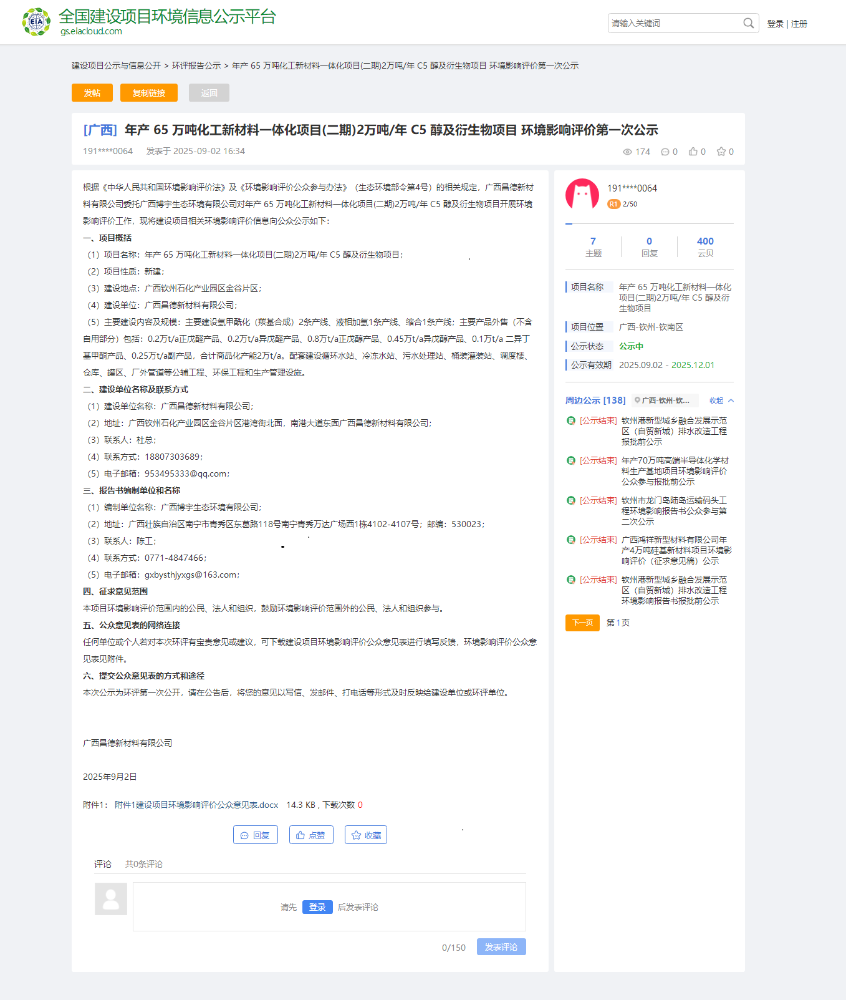 全国建设项目环境信息公示平台
gs.eiacloud.com
请输入关键词
登录 | 注册
建设项目公示与信息公开 > 环评报告公示 > 年产 65 万吨化工新材料一体化项目(二期)2万吨/年 C5 醇及衍生物项目 环境影响评价第一次公示
发帖 复制链接 返回
[广西] 年产 65 万吨化工新材料一体化项目(二期)2万吨/年 C5 醇及衍生物项目 环境影响评价第一次公示
191****0064 发表于 2025-09-02 16:34
174 0 0 0
根据《中华人民共和国环境影响评价法》及《环境影响评价公众参与办法》（生态环境部令第4号）的相关规定，广西昌德新材
料有限公司委托广西博宇生态环境有限公司对年产 65 万吨化工新材料一体化项目(二期)2万吨/年 C5 醇及衍生物项目开展环境
影响评价工作，现将建设项目相关环境影响评价信息向公众公示如下：
一、项目概括
（1）项目名称：年产 65 万吨化工新材料一体化项目(二期)2万吨/年 C5 醇及衍生物项目；
（2）项目性质：新建；
（3）建设地点：广西钦州石化产业园区金谷片区；
（4）建设单位：广西昌德新材料有限公司；
（5）主要建设内容及规模：主要建设氢甲酰化（羰基合成）2条产线、液相加氢1条产线、缩合1条产线；主要产品外售（不含
自用部分）包括：0.2万t/a正戊醛产品、0.2万t/a异戊醛产品、0.8万t/a正戊醇产品、0.45万t/a异戊醇产品、0.1万t/a 二异丁
基甲酮产品、0.25万t/a副产品，合计商品化产能2万t/a。配套建设循环水站、冷冻水站、污水处理站、桶装灌装站、调度楼、
仓库、罐区、厂外管道等公辅工程、环保工程和生产管理设施。
二、建设单位名称及联系方式
（1）建设单位名称：广西昌德新材料有限公司；
（2）地址：广西钦州石化产业园区金谷片区港湾街北面，南港大道东面广西昌德新材料有限公司；
（3）联系人：杜总；
（4）联系方式：18807303689；
（5）电子邮箱：953495333@qq.com；
三、报告书编制单位和名称
（1）编制单位名称：广西博宇生态环境有限公司；
（2）地址：广西壮族自治区南宁市青秀区东葛路118号南宁青秀万达广场西1栋4102-4107号；邮编：530023；
（3）联系人：陈工；
（4）联系方式：0771-4847466；
（5）电子邮箱：gxbysthjyxgs@163.com；
四、征求意见范围
本项目环境影响评价范围内的公民、法人和组织，鼓励环境影响评价范围外的公民、法人和组织参与。
五、公众意见表的网络连接
任何单位或个人若对本次环评有宝贵意见或建议，可下载建设项目环境影响评价公众意见表进行填写反馈，环境影响评价公众意
见表见附件。
六、提交公众意见表的方式和途径
本次公示为环评第一次公开，请在公告后，将您的意见以写信、发邮件、打电话等形式及时反映给建设单位或环评单位。
广西昌德新材料有限公司
2025年9月2日
附件1： 附件1建设项目环境影响评价公众意见表.docx 14.3 KB , 下载次数 0
回复 点赞 收藏
评论 共0条评论
请先 登录 后发表评论
0/150 发表评论
191****0064
R1 2/50
7 0 400
主题 回复 云贝
项目名称 年产 65 万吨化工新材料一体化
项目(二期)2万吨/年 C5 醇及衍
生物项目
项目位置 广西-钦州-钦南区
公示状态 公示中
公示有效期 2025.09.02 - 2025.12.01
周边公示 [138] 广西-钦州-钦... 收起
[公示结束] 钦州港新型城乡融合发展示范
区（自贸新城）排水改造工程
报批前公示
[公示结束] 年产70万吨高端半导体化学材
料生产基地项目环境影响评价
公众参与报批前公示
[公示结束] 钦州市龙门岛陆岛运输码头工
程环境影响报告书公众参与第
二次公示
[公示结束] 广西鸿祥新型材料有限公司年
产4万吨硅基新材料项目环境影
响评价（征求意见稿）公示
[公示结束] 钦州港新型城乡融合发展示范
区（自贸新城）排水改造工程
环境影响报告书报批前公示
下一页 第1页